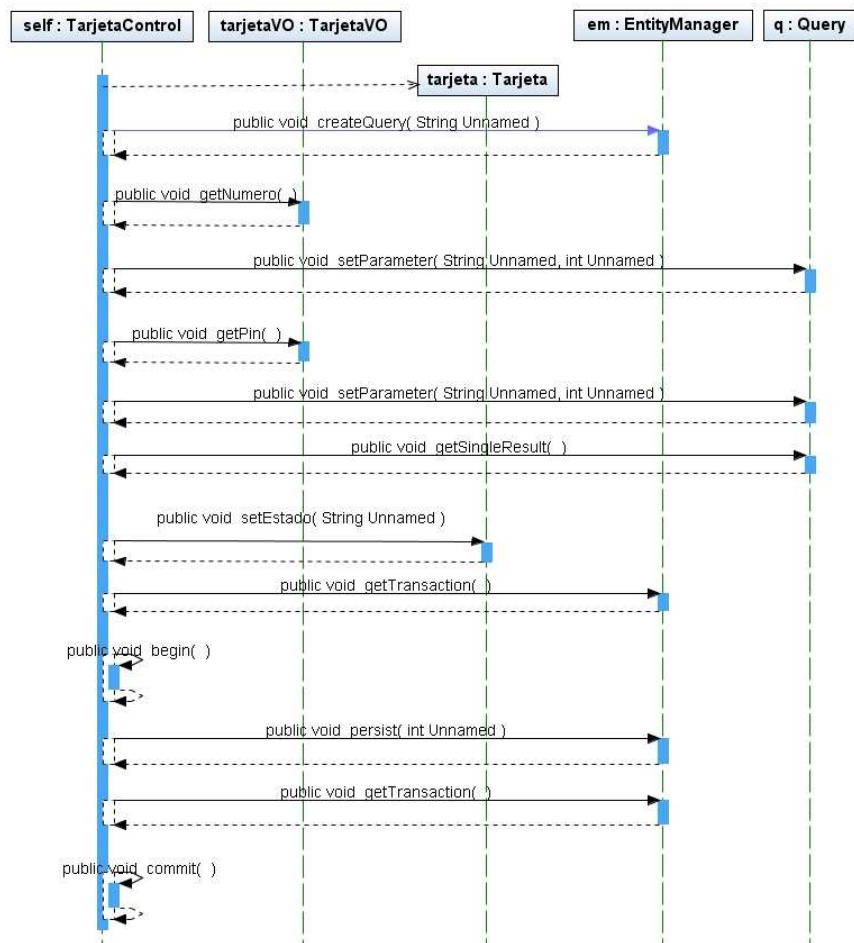 self : TarjetaControl tarjetaVO : TarjetaVO em : EntityManager q : Query
tarjeta : Tarjeta
public void createQuery( String Unnamed )
public void getNumero( )
public void setParameter( String Unnamed, int Unnamed )
public void getPin( )
public void setParameter( String Unnamed, int Unnamed )
public void getSingleResult( )
public void setEstado( String Unnamed )
public void getTransaction( )
public void begin( )
public void persist( int Unnamed )
public void getTransaction( )
public void commit( )